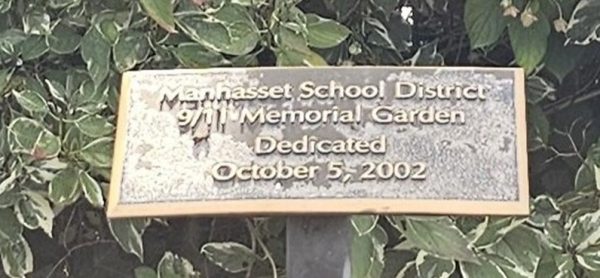 Manhasset School District
9/11 Memorial Garden
Dedicated
October 5, 2002